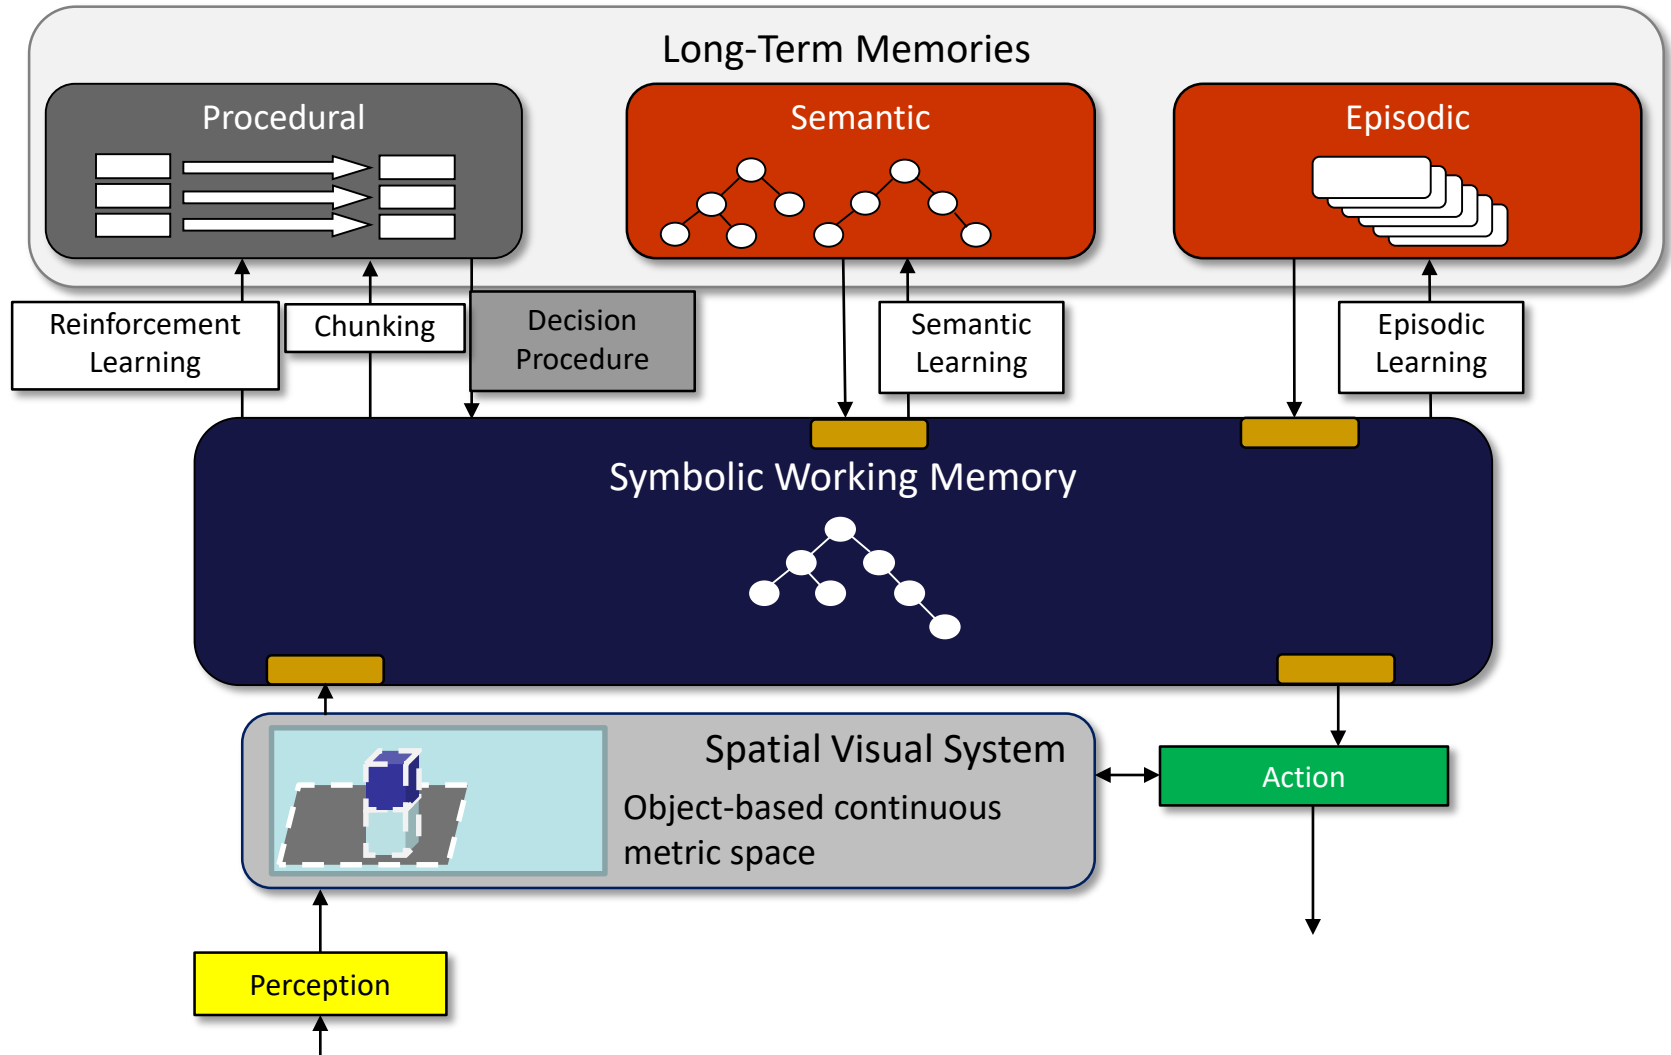 Long-Term Memories
Procedural
Semantic
Episodic
Reinforcement
Learning
Chunking
Decision
Procedure
Semantic
Learning
Episodic
Learning
Symbolic Working Memory
Spatial Visual System
Object-based continuous
metric space
Action
Perception